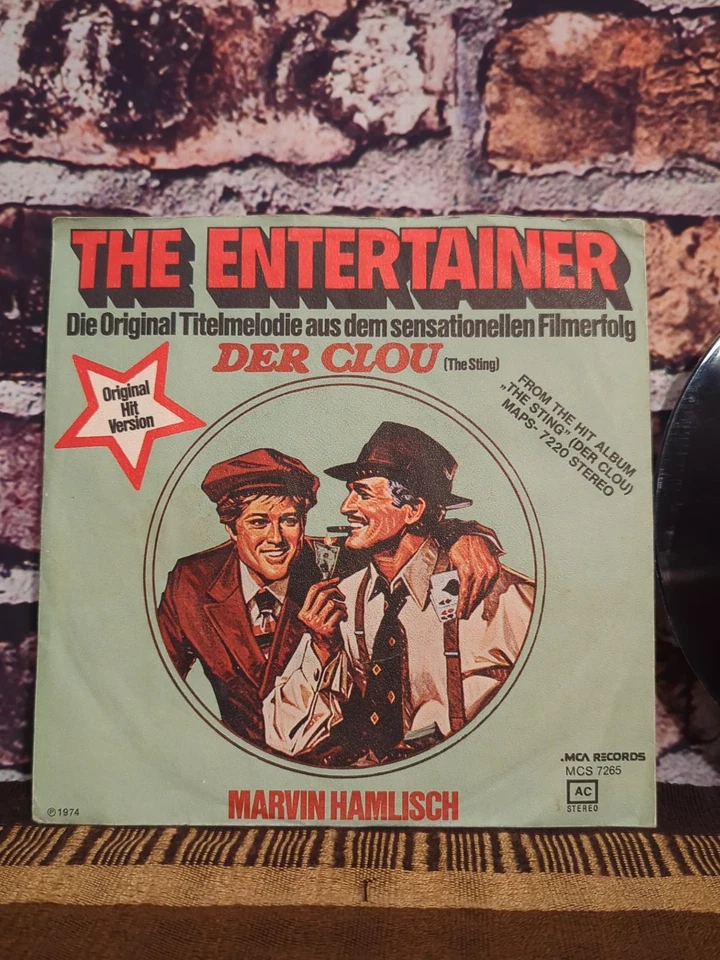 THE ENTERTAINER
Die Original Titelmelodie aus dem sensationellen Filmerfolg
DER CLOU (The Sting)
Original
Hit
Version
FROM THE HIT ALBUM
„THE STING” (DER CLOU)
MAPS- 7220 STEREO
.MCA RECORDS
MCS 7265
AC
STEREO
℗ 1974
MARVIN HAMLISCH